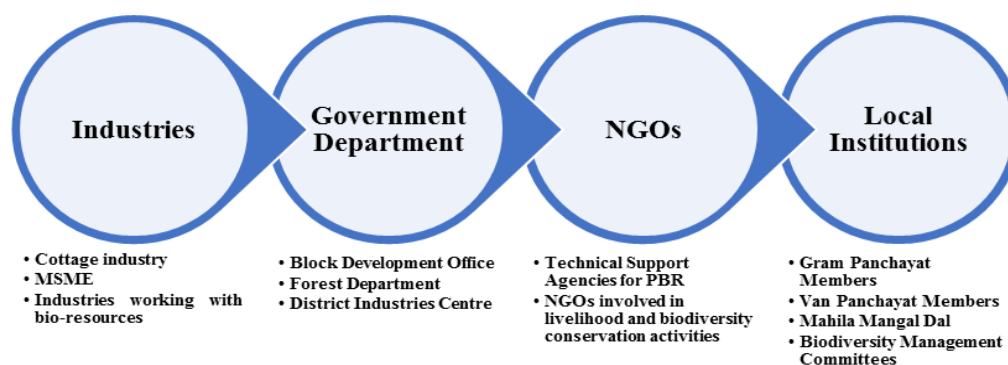 Industries
Government
Department
NGOs
Local
Institutions
• Cottage industry
• MSME
• Industries working with
bio-resources
• Block Development Office
• Forest Department
• District Industries Centre
• Technical Support
Agencies for PBR
• NGOs involved in
livelihood and biodiversity
conservation activities
• Gram Panchayat
Members
• Van Panchayat Members
• Mahila Mangal Dal
• Biodiversity Management
Committees